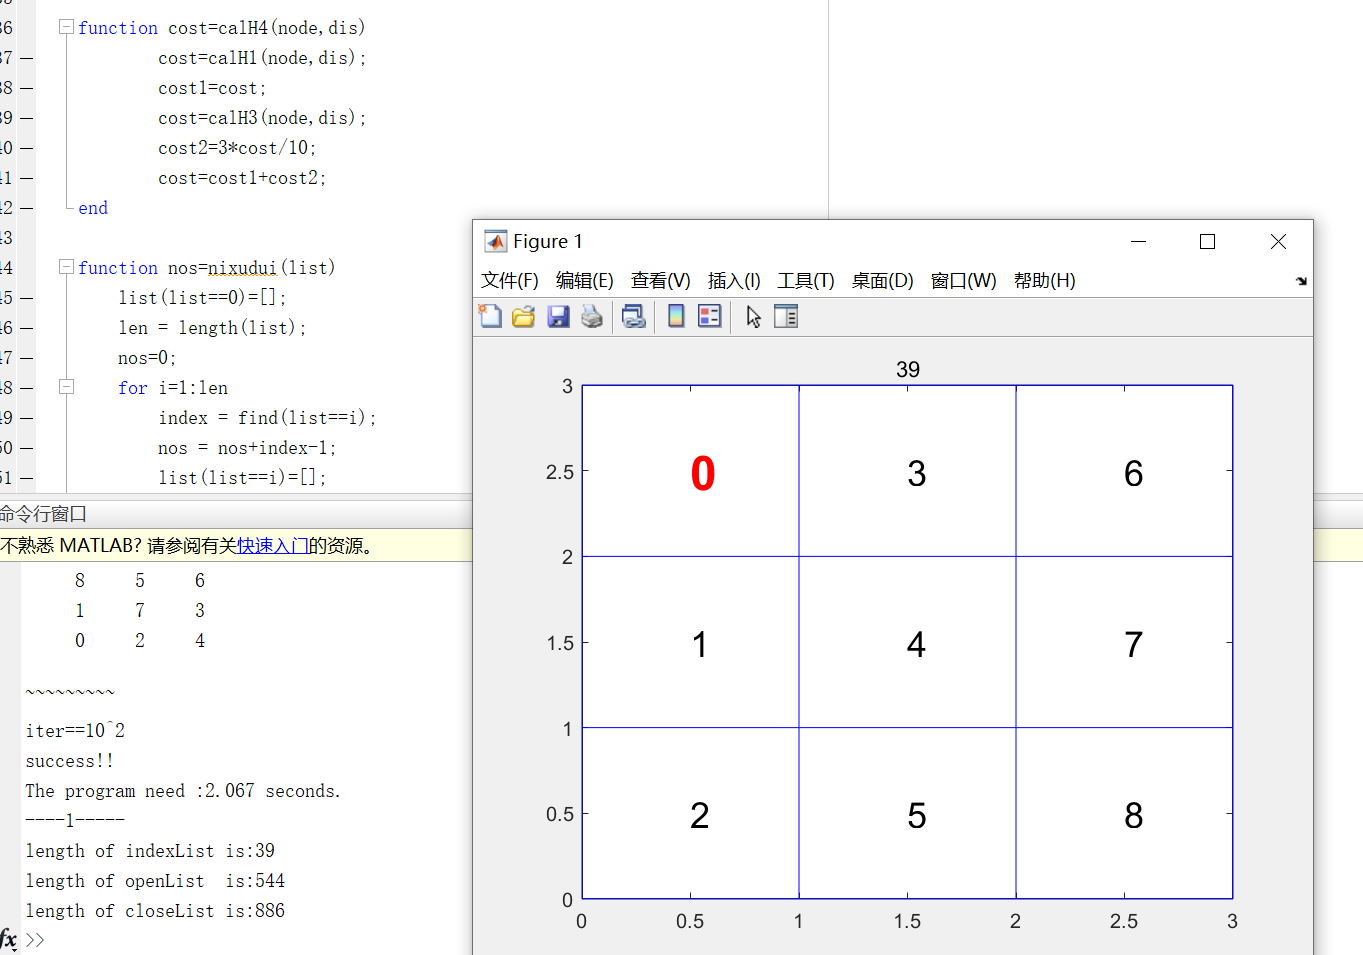 36 function cost=calH4(node,dis)
37 — cost=calH1(node,dis);
38 — cost1=cost;
39 — cost=calH3(node,dis);
40 — cost2=3*cost/10;
41 — cost=cost1+cost2;
42 — end
43
44 function nos=nixudui(list)
45 — list(list==0)=[];
46 — len = length(list);
47 — nos=0;
48 — for i=1:len
49 — index = find(list==i);
50 — nos = nos+index-1;
51 — list(list==i)=[];
命令行窗口
不熟悉 MATLAB? 请参阅有关快速入门的资源。
8 5 6
1 7 3
0 2 4
~~~~~~~~~
iter==10^2
success!!
The program need :2.067 seconds.
----1-----
length of indexList is:39
length of openList  is:544
length of closeList is:886
fx >>
Figure 1
文件(F) 编辑(E) 查看(V) 插入(I) 工具(T) 桌面(D) 窗口(W) 帮助(H)
39
3
0 3 6
2.5
2
1 4 7
1.5
1
2 5 8
0.5
0
0 0.5 1 1.5 2 2.5 3